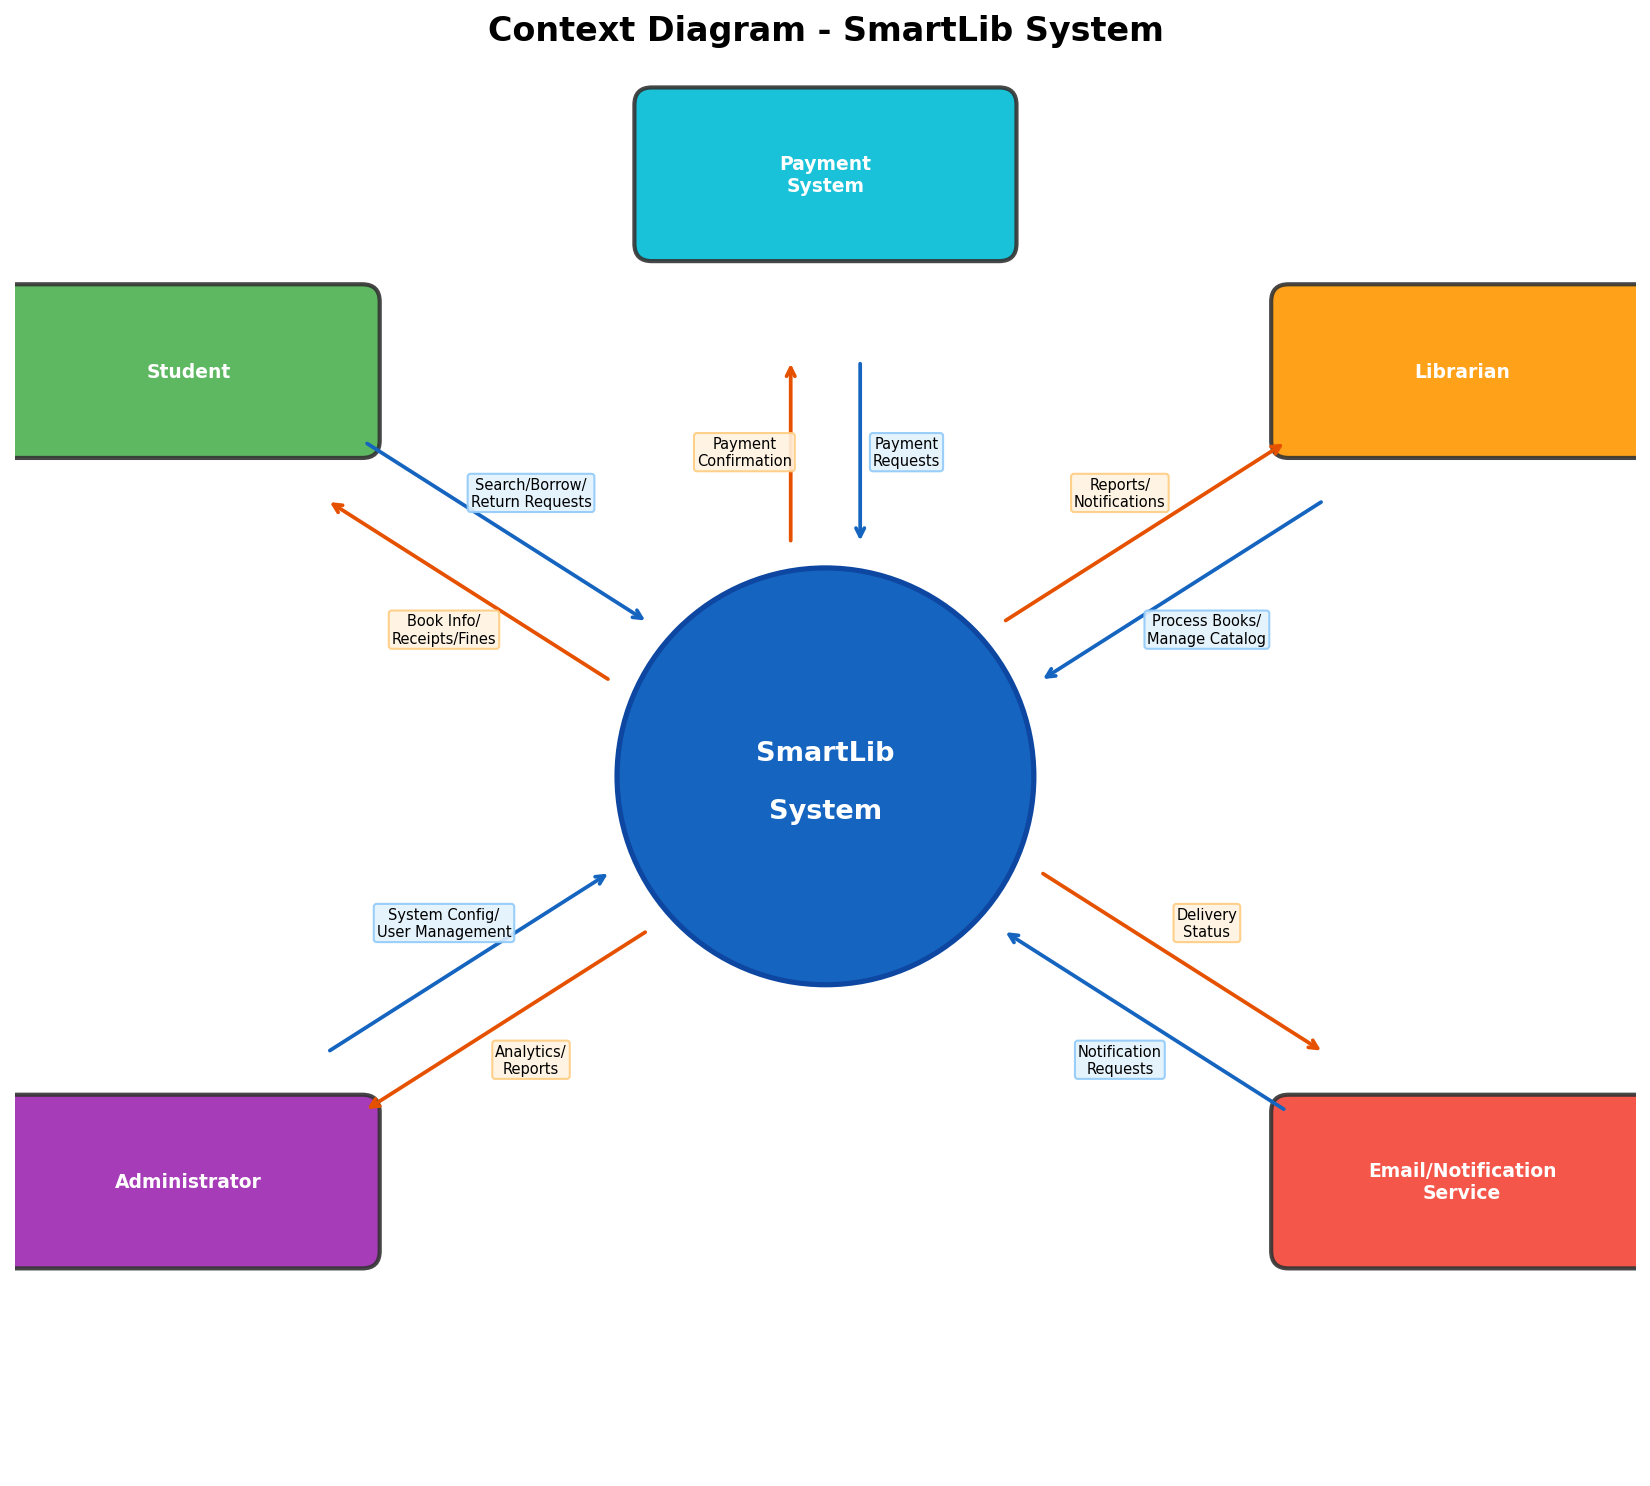 Context Diagram - SmartLib System
Payment
System
Student
Librarian
Payment
Confirmation
Payment
Requests
Search/Borrow/
Return Requests
Reports/
Notifications
Book Info/
Receipts/Fines
Process Books/
Manage Catalog
SmartLib
System
System Config/
User Management
Delivery
Status
Analytics/
Reports
Notification
Requests
Administrator
Email/Notification
Service